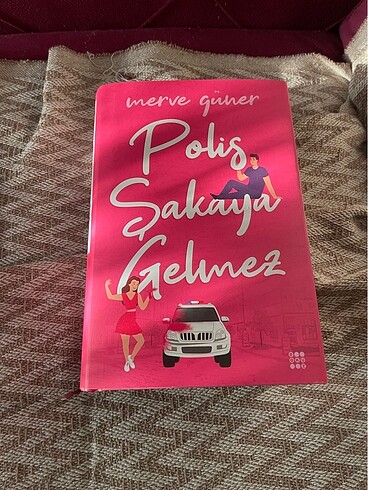 merve güner
Polis
Şakaya
Gelmez